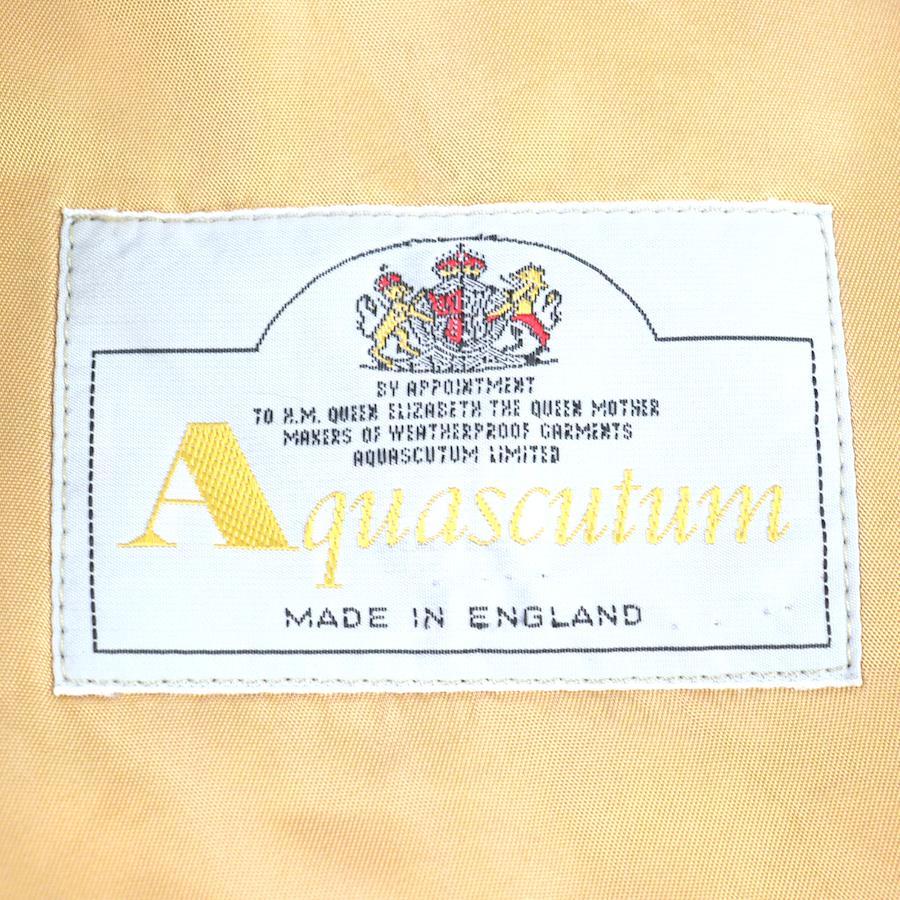 BY APPOINTMENT
TO H.M. QUEEN ELIZABETH THE QUEEN MOTHER
MAKERS OF WEATHERPROOF GARMENTS
AQUASCUTUM LIMITED
Aquascutum
MADE IN ENGLAND